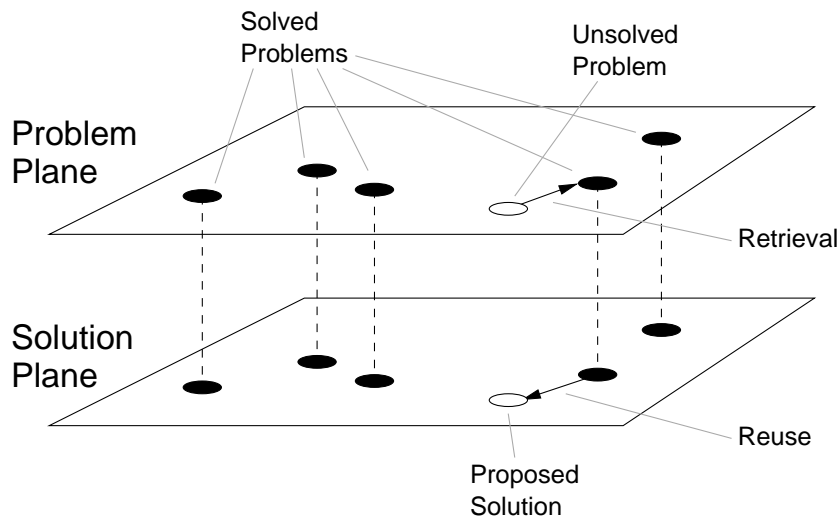 Solved
Problems
Unsolved
Problem
Problem
Plane
Retrieval
Solution
Plane
Reuse
Proposed
Solution